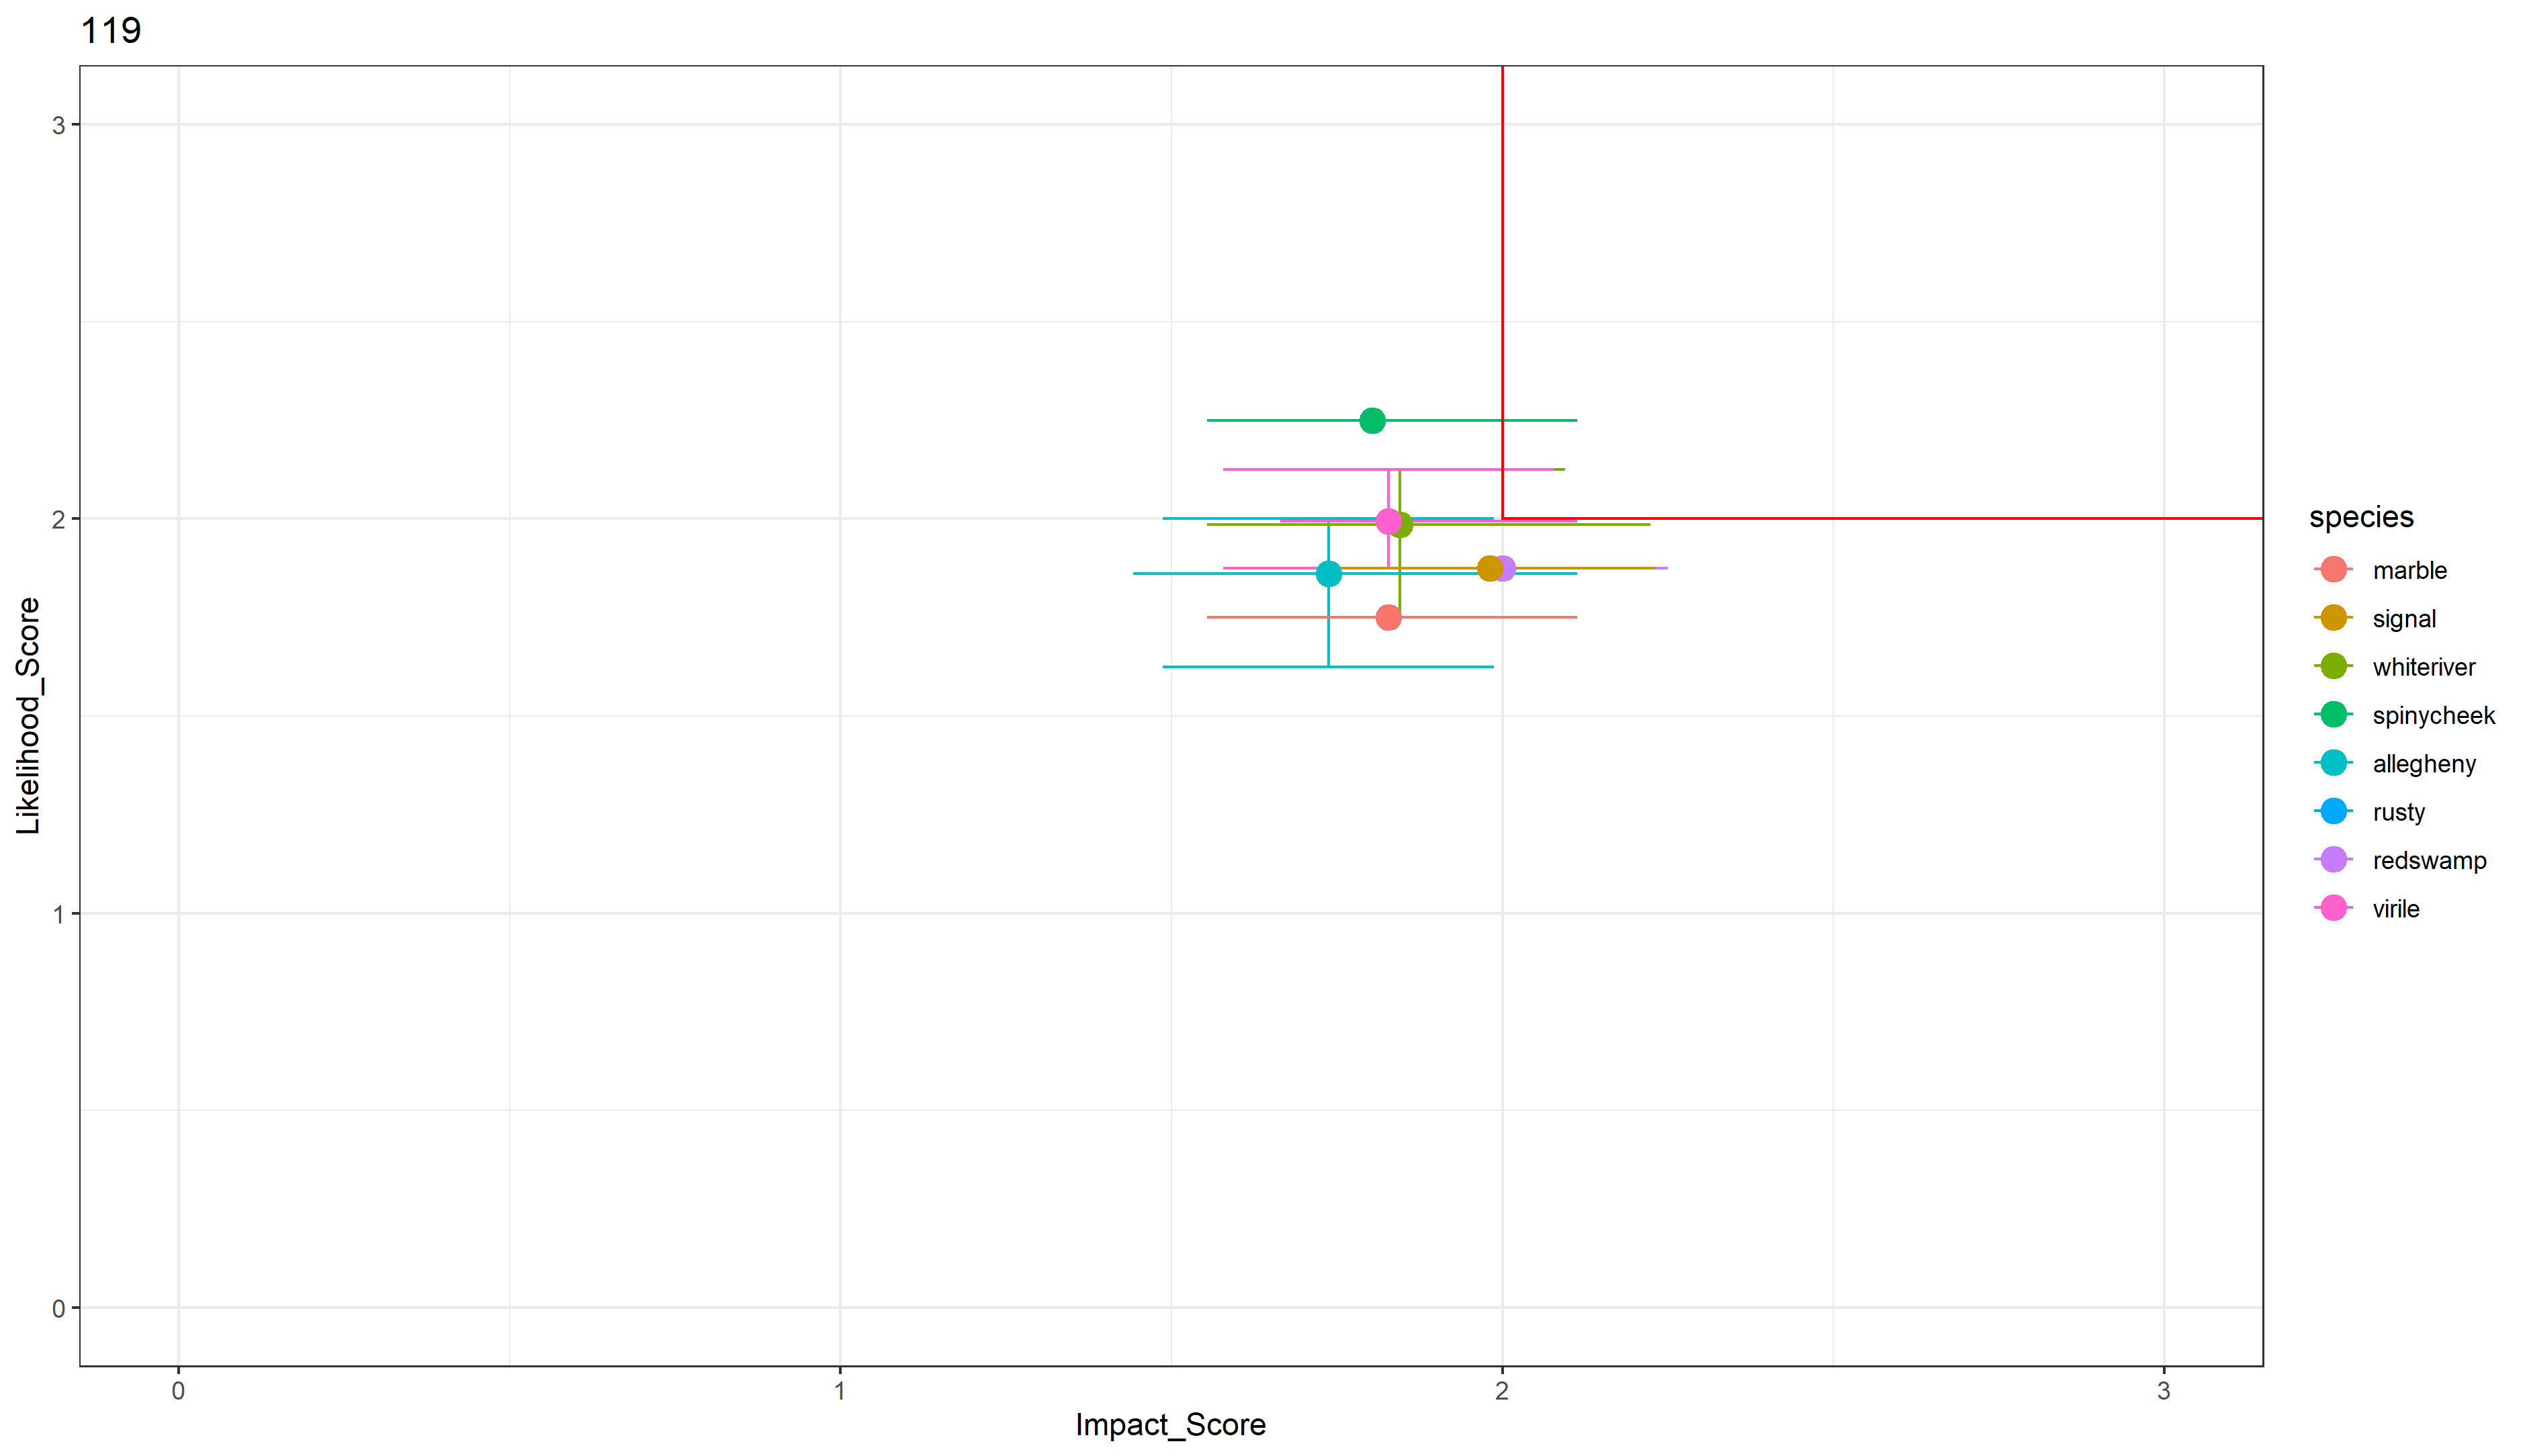 119
3
2
1
0
Likelihood_Score
0 1 2 3
Impact_Score
species
marble
signal
whiteriver
spinycheek
allegheny
rusty
redswamp
virile